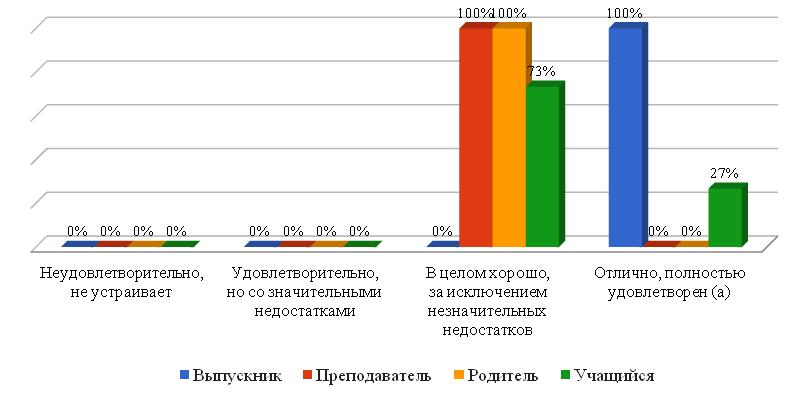 100% 100% 100%
73%
27%
0% 0% 0% 0% 0% 0% 0% 0% 0% 0% 0%
Неудовлетворительно, Удовлетворительно, В целом хорошо, Отлично, полностью
не устраивает но со значительными за исключением удовлетворен (а)
недостатками незначительных
недостатков
Выпускник Преподаватель Родитель Учащийся